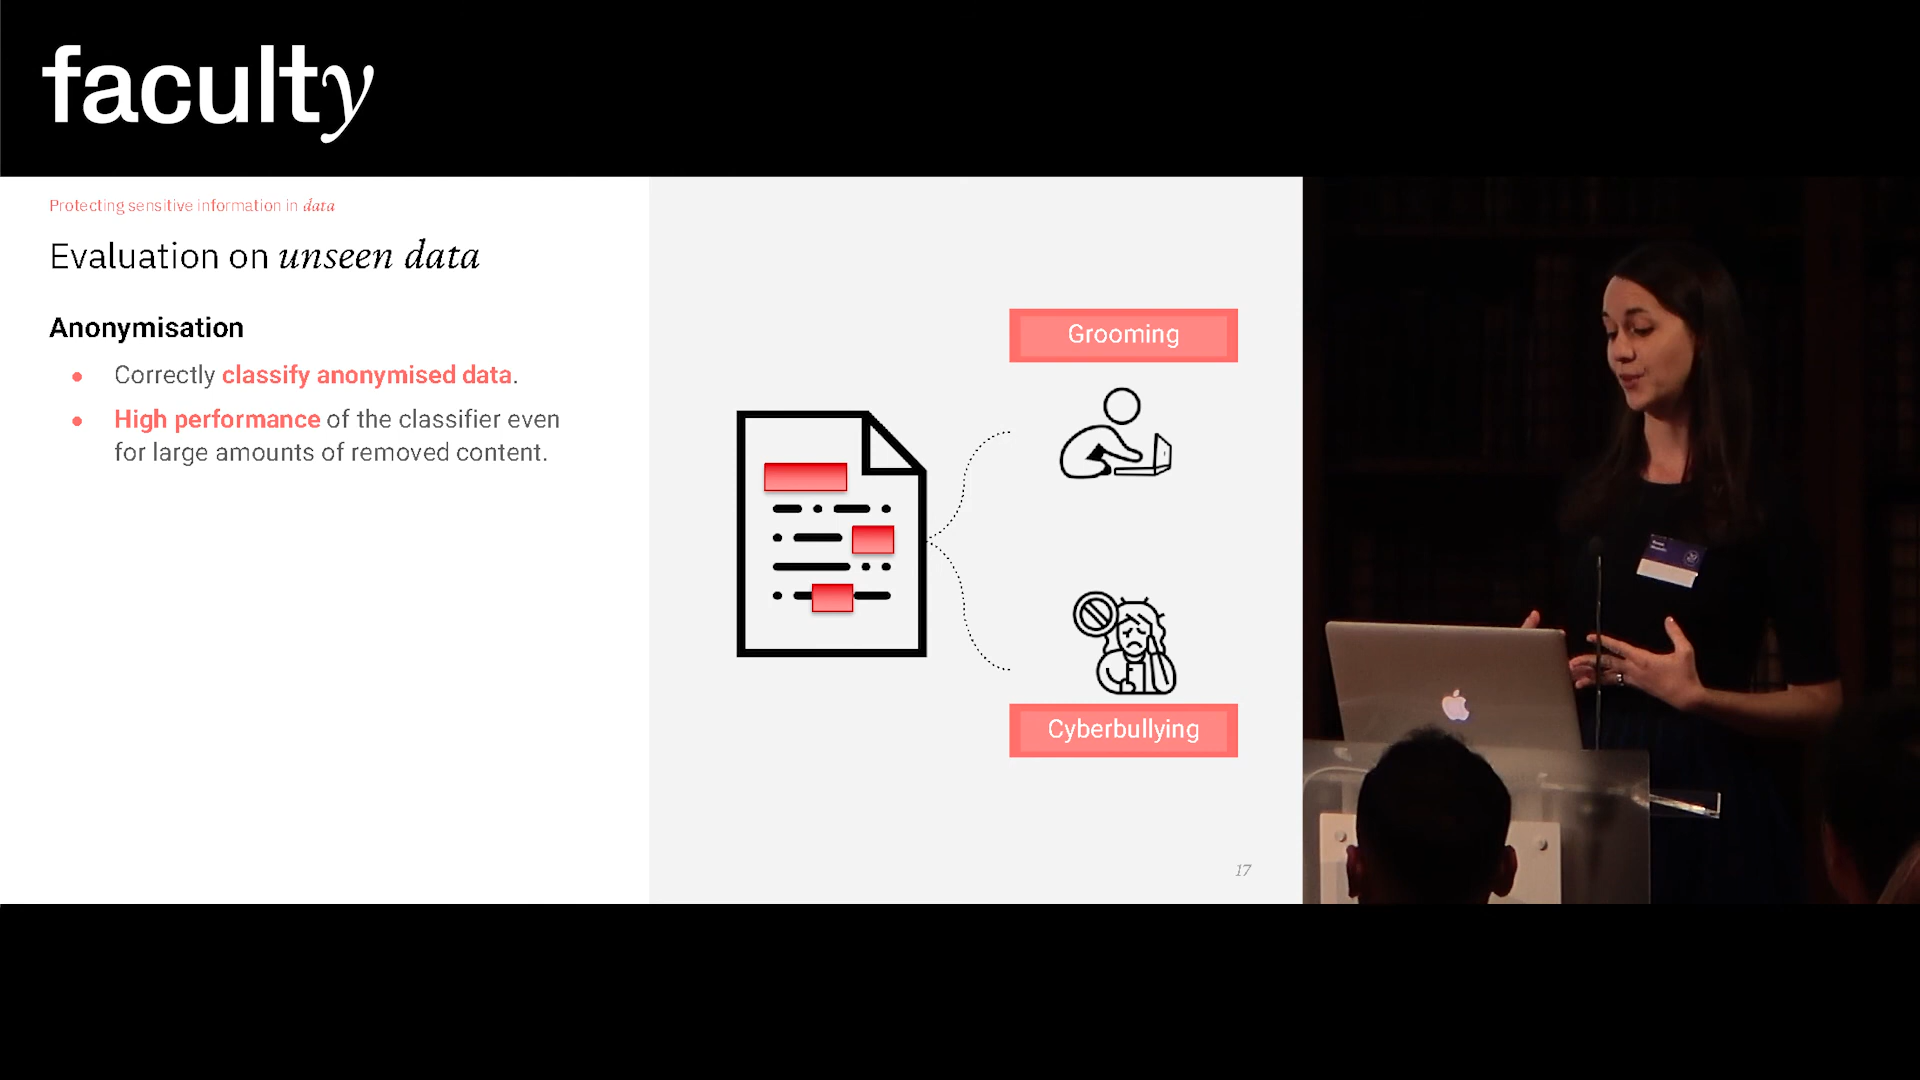 faculty
Protecting sensitive information in data
Evaluation on unseen data
Anonymisation
Correctly classify anonymised data.
High performance of the classifier even
for large amounts of removed content.
Grooming
Cyberbullying
17